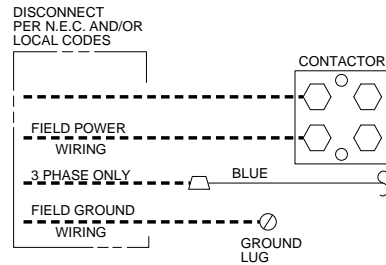 DISCONNECT
PER N.E.C. AND/OR
LOCAL CODES
CONTACTOR
FIELD POWER
WIRING
3 PHASE ONLY
BLUE
FIELD GROUND
WIRING
GROUND
LUG